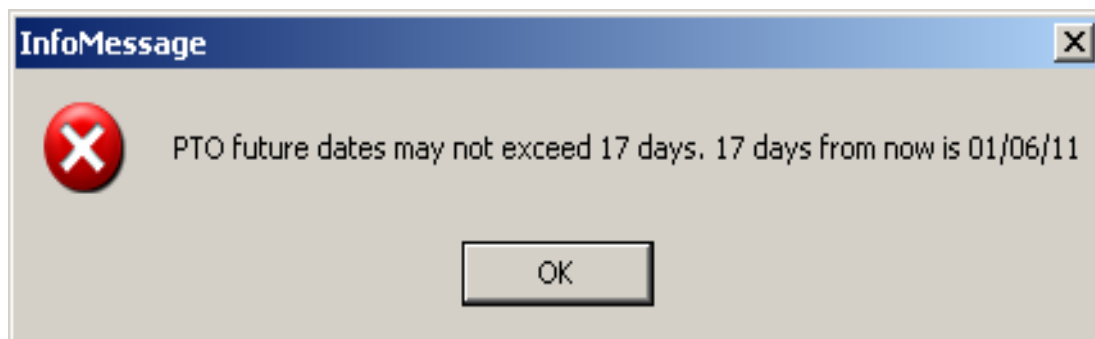 InfoMessage
PTO future dates may not exceed 17 days. 17 days from now is 01/06/11
OK